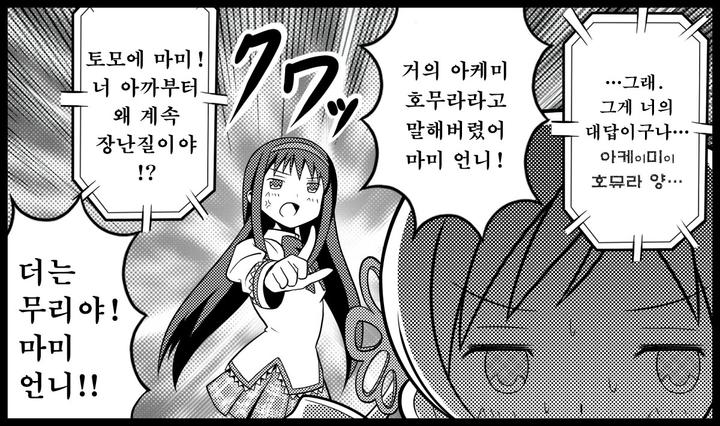 …그래.
그게 너의
대답이구나…
아케이미이
호뮤라 양…
거의 아케미
호무라라고
말해버렸어
마미 언니!
クワッ
토모에 마미!
너 아까부터
왜 계속
장난질이야
!?
더는
무리야!
마미
언니!!